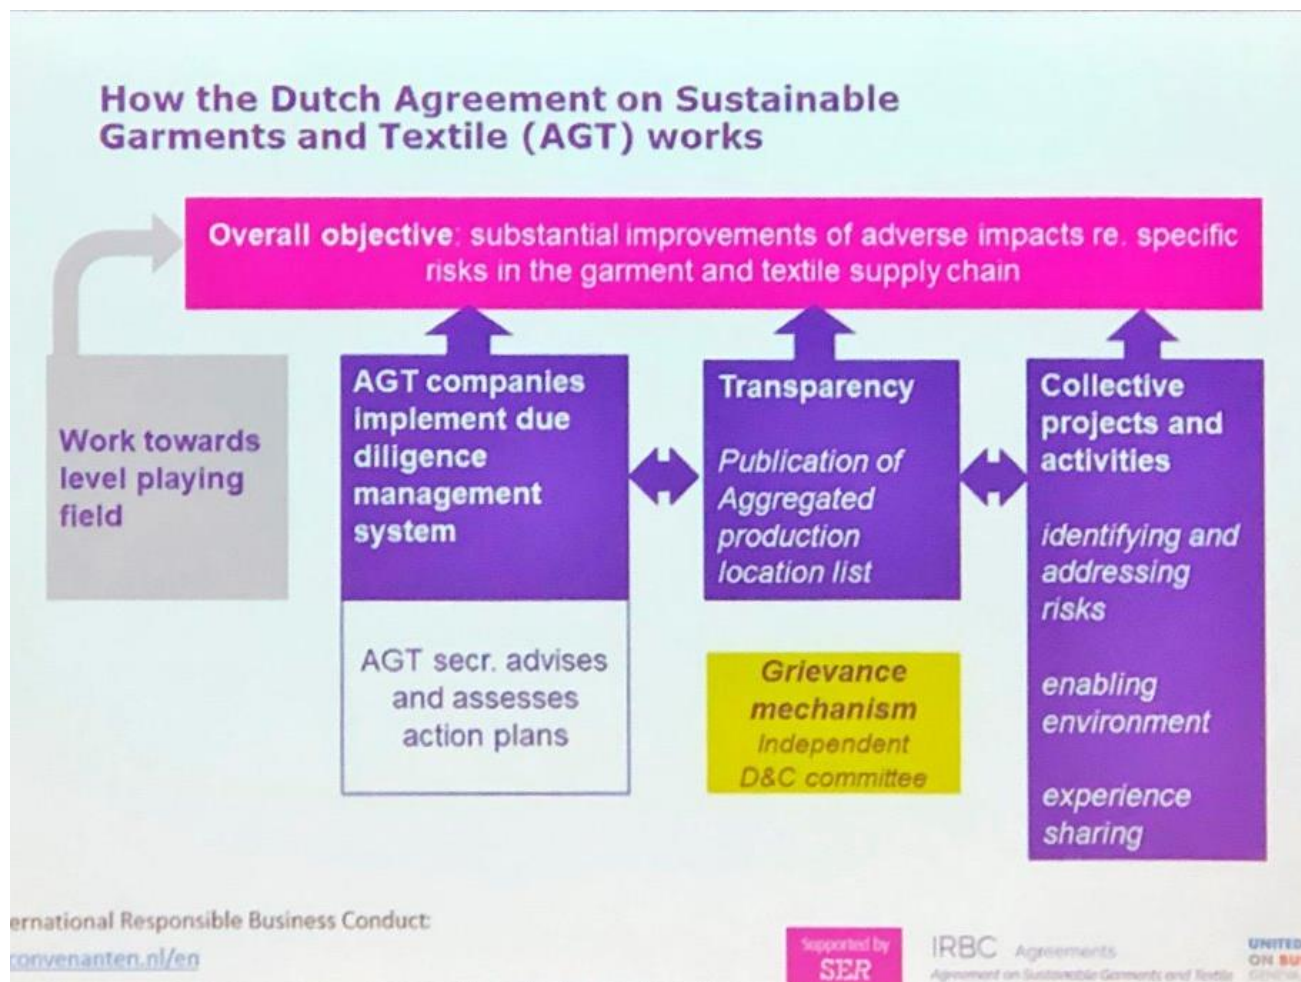 How the Dutch Agreement on Sustainable
Garments and Textile (AGT) works
Overall objective: substantial improvements of adverse impacts re. specific
risks in the garment and textile supply chain
Work towards
level playing
field
AGT companies
implement due
diligence
management
system
AGT secr. advises
and assesses
action plans
Transparency
Publication of
Aggregated
production
location list
Grievance
mechanism
Independent
D&C committee
Collective
projects and
activities
identifying and
addressing
risks
enabling
environment
experience
sharing
ernational Responsible Business Conduct:
convenanten.nl/en
Supported by
SER
IRBC Agreements
Agreement on Sustainable Garments and Textile
UNITED
ON BU
GENEVA